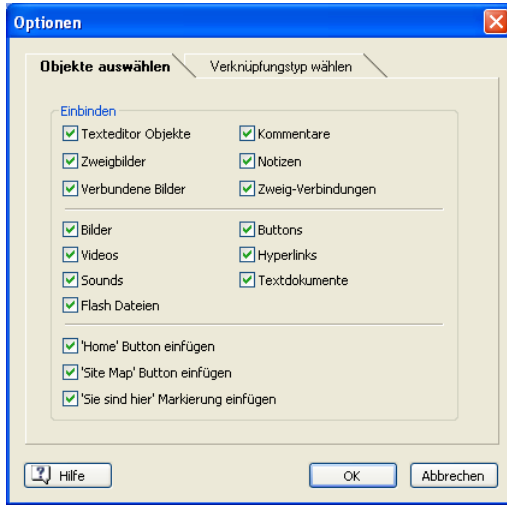 Optionen
Objekte auswählen Verknüpfungstyp wählen
Einbinden
Texteditor Objekte Kommentare
Zweigbilder Notizen
Verbundene Bilder Zweig-Verbindungen
Bilder Buttons
Videos Hyperlinks
Sounds Textdokumente
Flash Dateien
'Home' Button einfügen
'Site Map' Button einfügen
'Sie sind hier' Markierung einfügen
Hilfe OK Abbrechen